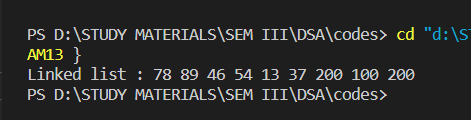 PS D:\STUDY MATERIALS\SEM III\DSA\codes> cd "d:\ST
AM13 }
Linked list : 78 89 46 54 13 37 200 100 200
PS D:\STUDY MATERIALS\SEM III\DSA\codes>